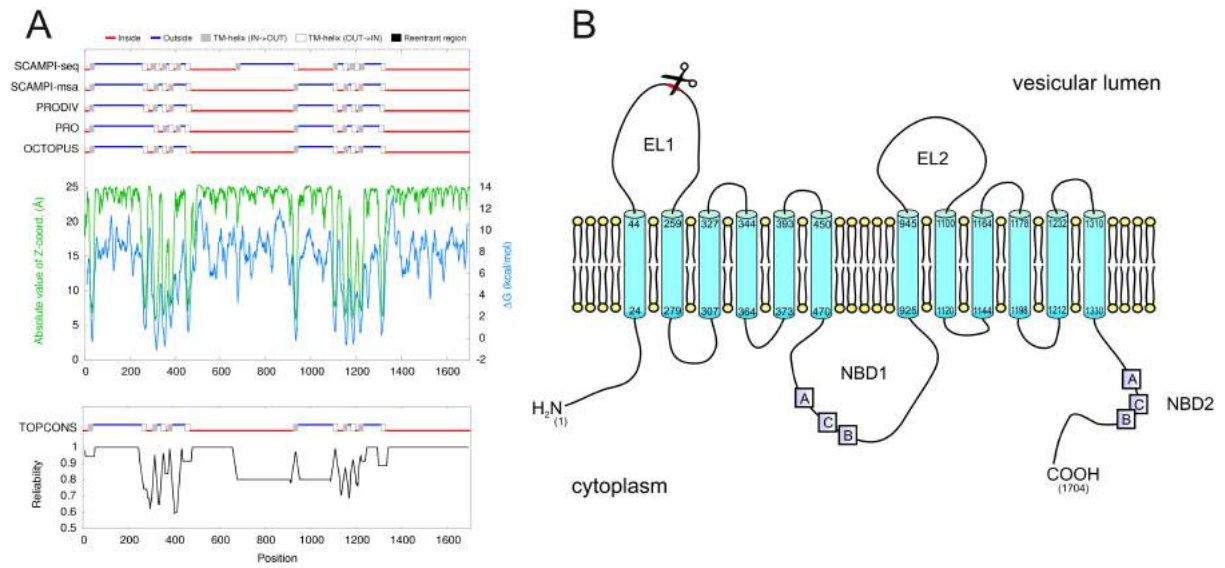 A
Inside Outside TM-helix (IN->OUT) TM-helix (OUT->IN) Reentrant region
SCAMPI-seq
SCAMPI-msa
PRODIV
PRO
OCTOPUS
Absolute value of Z-coord. (Å)
25
20
15
10
5
0
14
12
10
8
6
4
2
0
-2
ΔG (kcal/mol)
0 200 400 600 800 1000 1200 1400 1600
TOPCONS
Reliability
1
0.9
0.8
0.7
0.6
0.5
0 200 400 600 800 1000 1200 1400 1600
Position
B
vesicular lumen
EL1
EL2
44 259 327 344 393 450 945 1100 1164 1178 1232 1310
24 279 307 364 373 470 925 1120 1144 1198 1212 1330
NBD1
A
C
B
A
C
B
NBD2
H2N
(1)
COOH
(1704)
cytoplasm